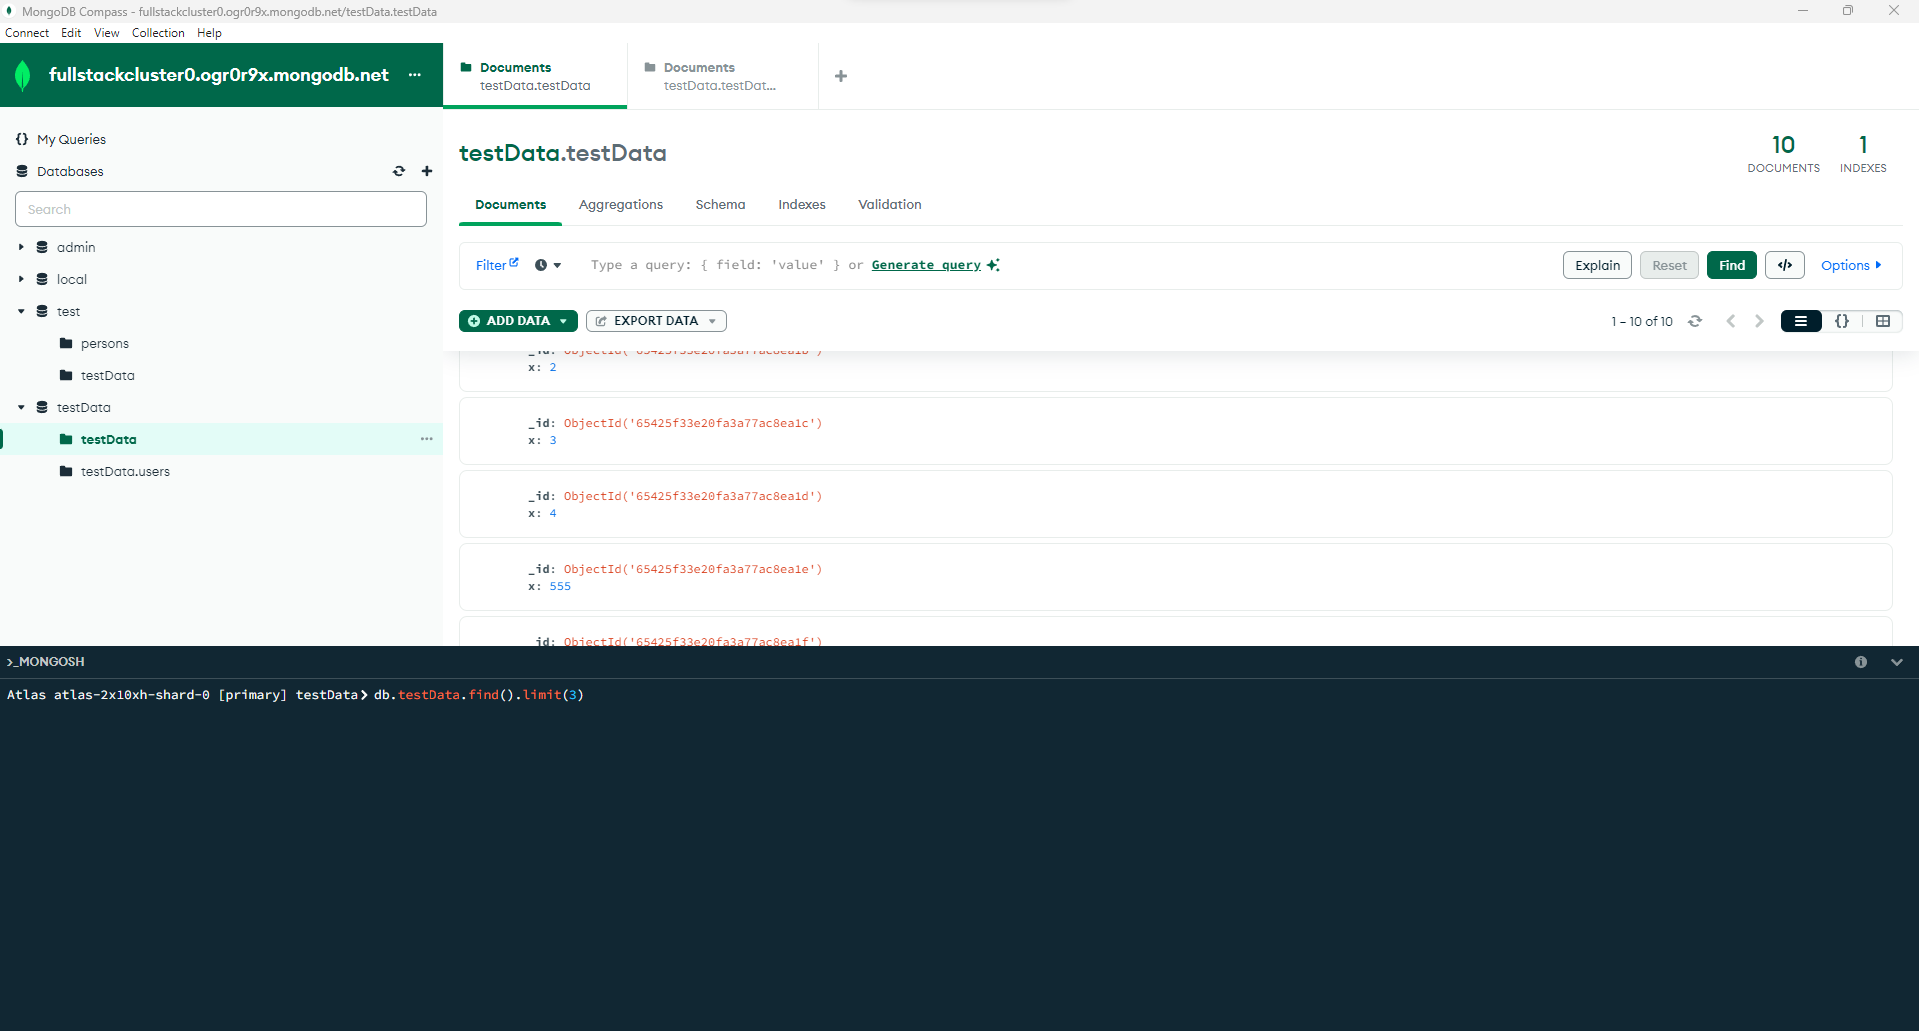 MongoDB Compass - fullstackcluster0.ogr0r9x.mongodb.net/testData.testData
Connect Edit View Collection Help
fullstackcluster0.ogr0r9x.mongodb.net ...
Documents
testData.testData
Documents
testData.testDat...
My Queries
Databases
Search
admin
local
test
persons
testData
testData
testData
testData.users
testData.testData
10
DOCUMENTS
1
INDEXES
Documents Aggregations Schema Indexes Validation
Filter Type a query: { field: 'value' } or Generate query Explain Reset Find </> Options
ADD DATA EXPORT DATA 1 – 10 of 10 {}
_id: ObjectId('65425f33e20fa3a77ac8ea1b')
x: 2
_id: ObjectId('65425f33e20fa3a77ac8ea1c')
x: 3
_id: ObjectId('65425f33e20fa3a77ac8ea1d')
x: 4
_id: ObjectId('65425f33e20fa3a77ac8ea1e')
x: 555
_id: ObjectId('65425f33e20fa3a77ac8ea1f')
>_MONGOSH
Atlas atlas-2x10xh-shard-0 [primary] testData> db.testData.find().limit(3)